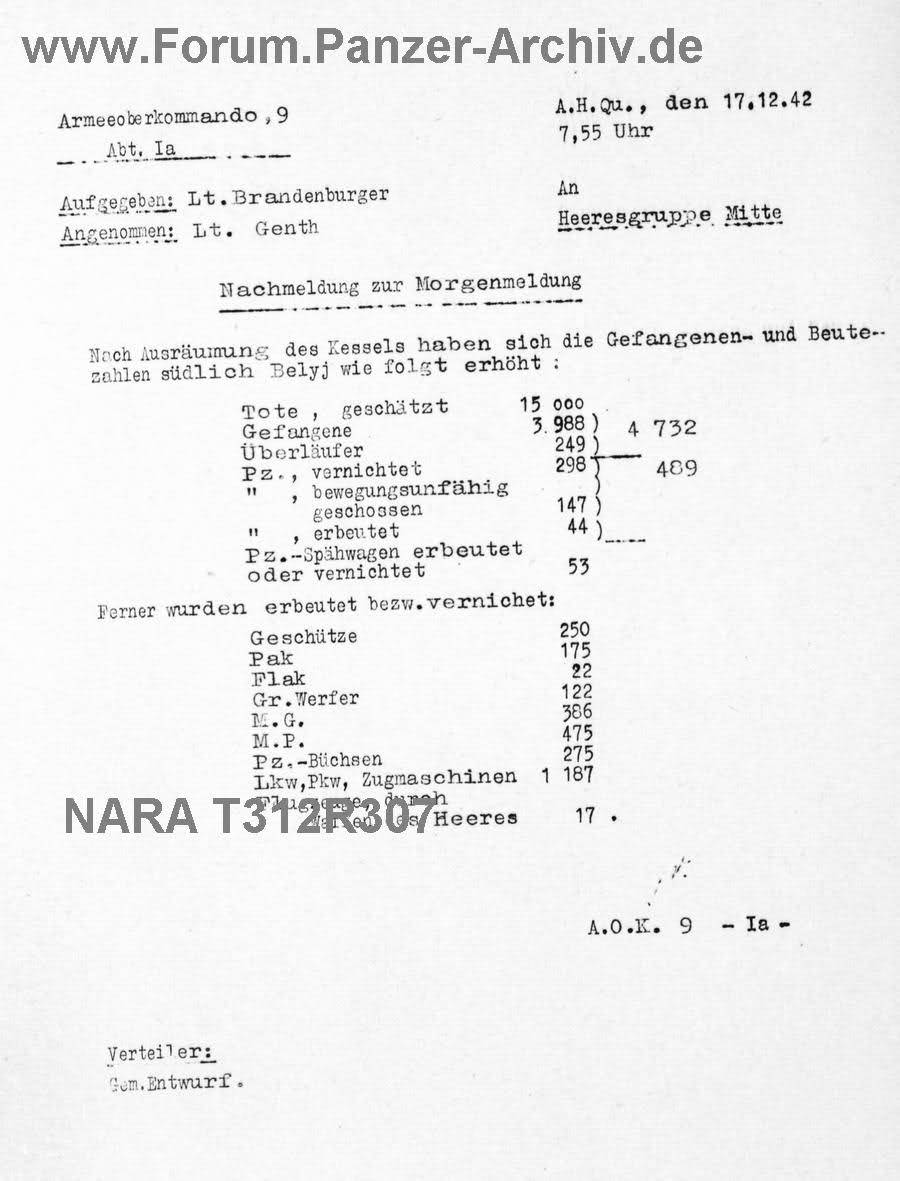 www.Forum.Panzer-Archiv.de
Armeeoberkommando ,9
Abt. Ia
A.H.Qu., den 17.12.42
7,55 Uhr
Aufgegeben: Lt.Brandenburger
Angenommen: Lt. Genth
An
Heeresgruppe Mitte
Nachmeldung zur Morgenmeldung
Nach Ausräumung des Kessels haben sich die Gefangenen- und Beute-
zahlen südlich Belyj wie folgt erhöht :
Tote , geschätzt 15 000
Gefangene 3.988 ) 4 732
Überläufer 249 )
Pz., vernichtet 298 ) 489
" , bewegungsunfähig )
geschossen 147 )
" , erbeutet 44 )
Pz.-Spähwagen erbeutet
oder vernichtet 53
Ferner wurden erbeutet bezw.vernichet:
Geschütze 250
Pak 175
Flak 22
Gr.Werfer 122
M.G. 386
M.P. 475
Pz.-Büchsen 275
Lkw,Pkw, Zugmaschinen 1 187
Flugzeuge, durch
Waffen des Heeres 17 .
NARA T312R307
A.O.K. 9 - Ia -
Verteiler:
Gem.Entwurf.